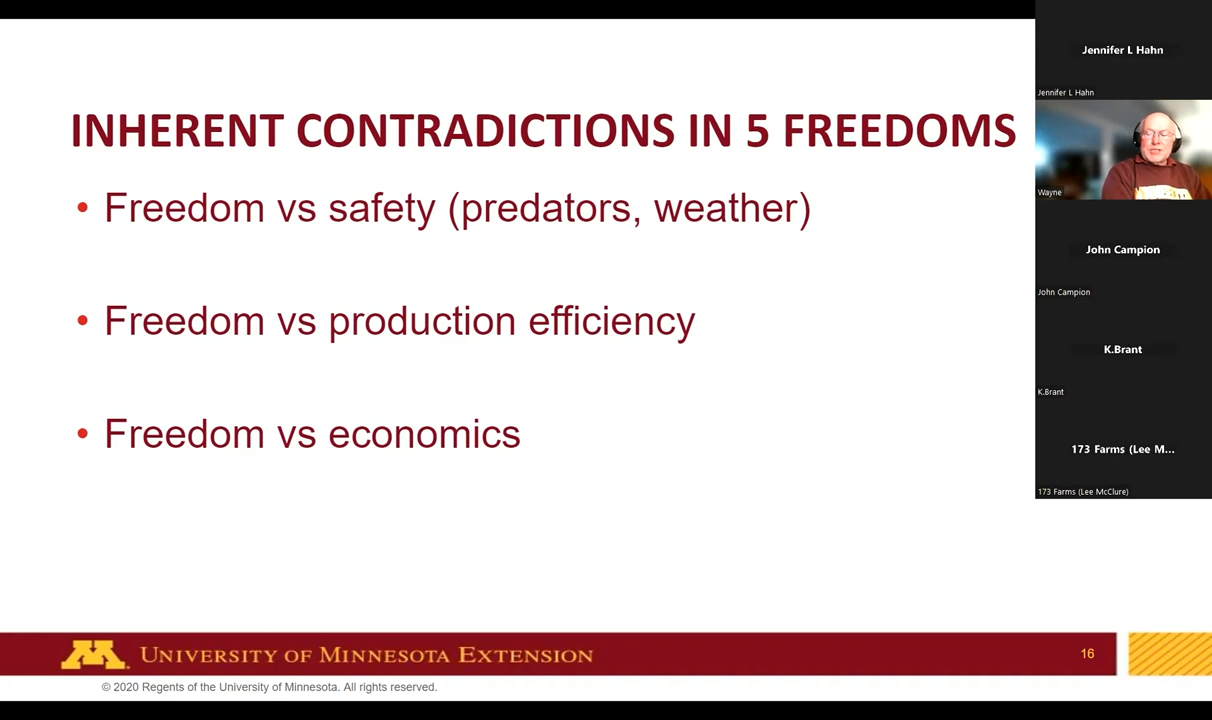 INHERENT CONTRADICTIONS IN 5 FREEDOMS
• Freedom vs safety (predators, weather)
• Freedom vs production efficiency
• Freedom vs economics
UNIVERSITY OF MINNESOTA EXTENSION
16
© 2020 Regents of the University of Minnesota. All rights reserved.
Jennifer L Hahn
Jennifer L Hahn
Wayne
John Campion
John Campion
K.Brant
K.Brant
173 Farms (Lee M...
173 Farms (Lee McClure)